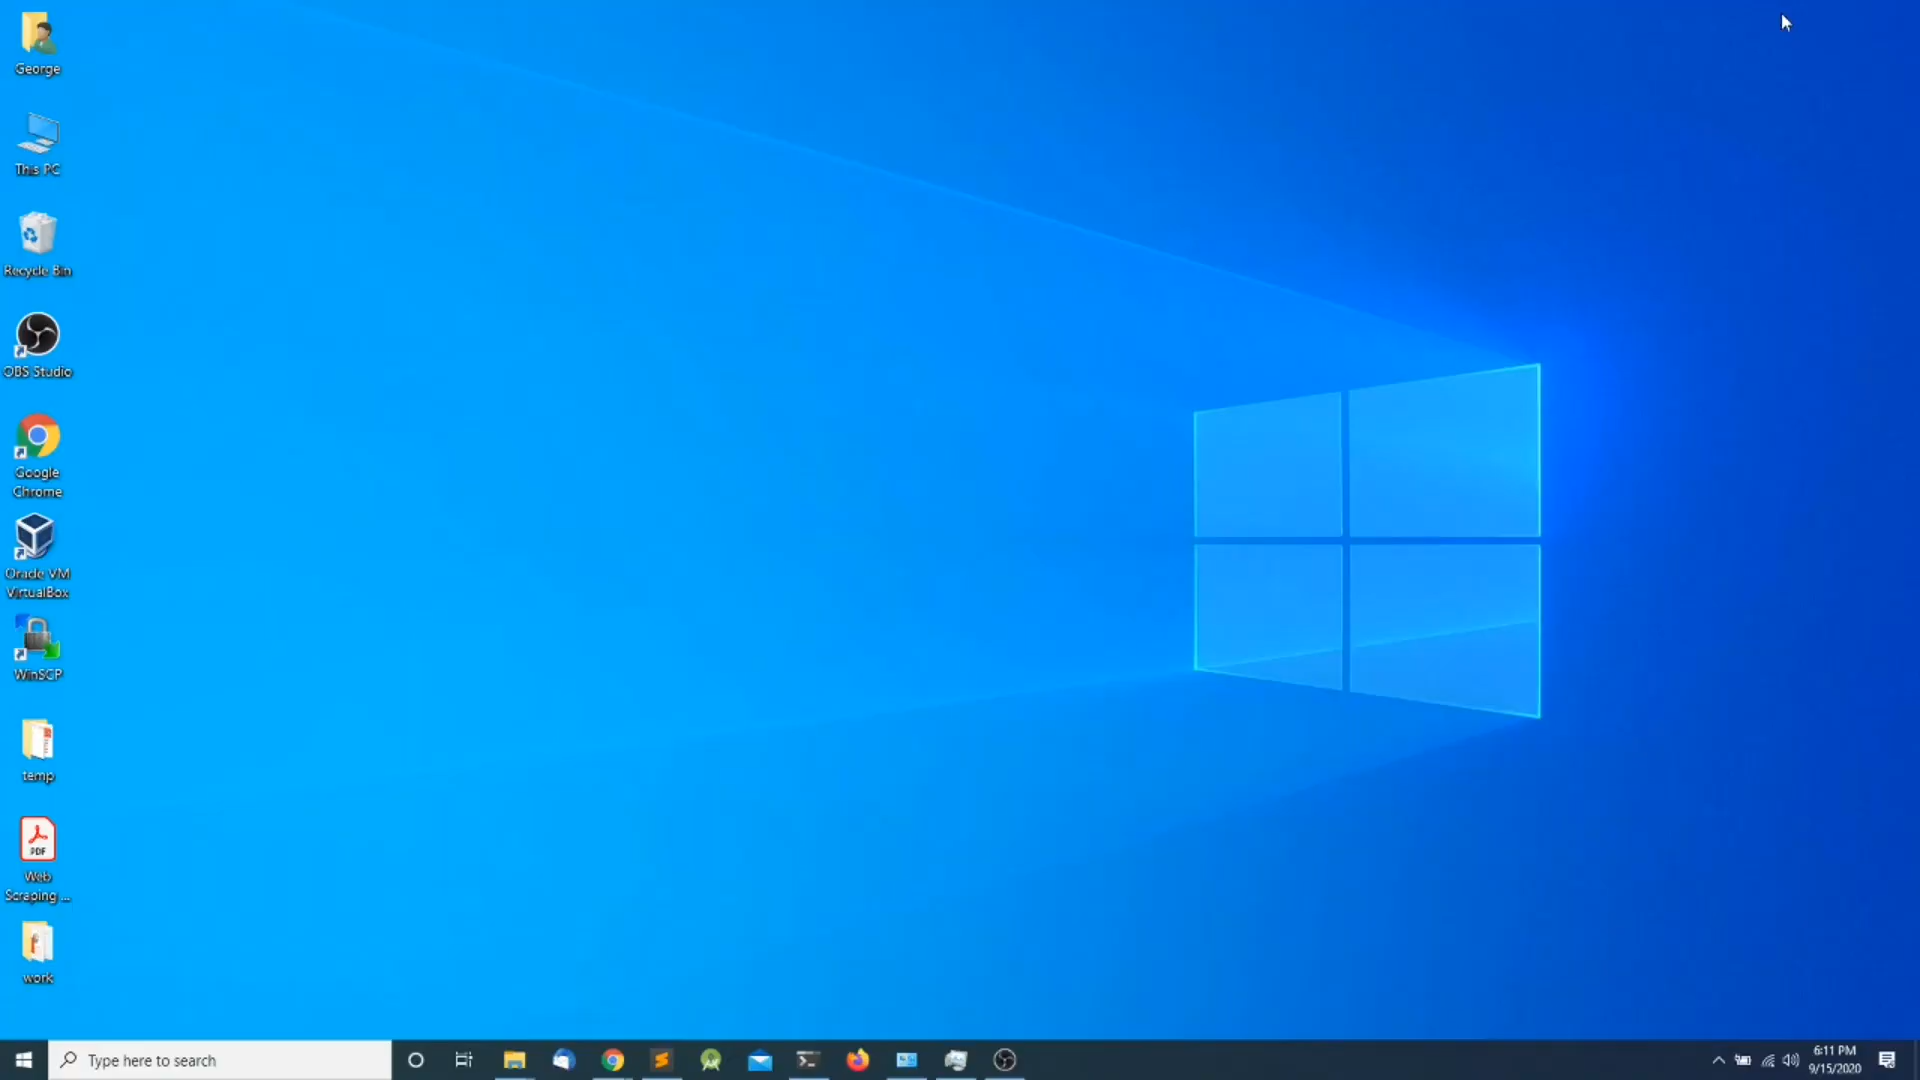 George
This PC
Recycle Bin
OBS Studio
Google
Chrome
Oracle VM
VirtualBox
WinSCP
temp
PDF
Web
Scraping ...
work
Type here to search
6:11 PM
9/15/2020